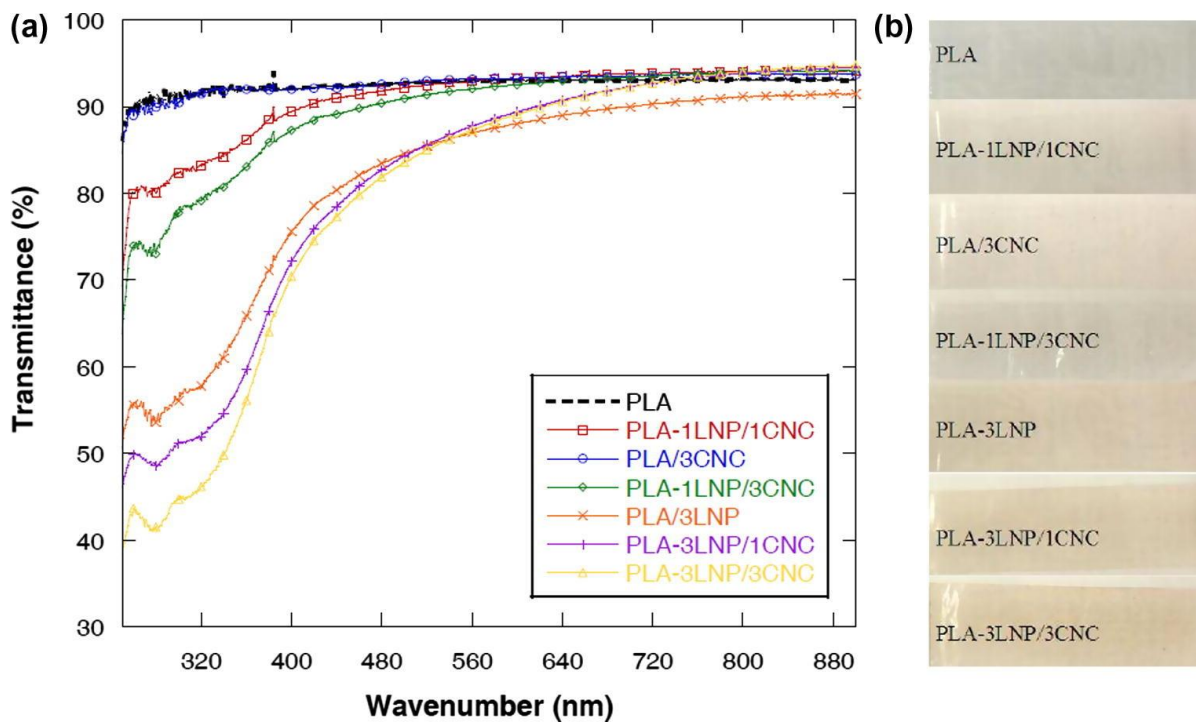 (a)
100
90
80
70
60
50
40
30
Transmittance (%)
320 400 480 560 640 720 800 880
Wavenumber (nm)
PLA
PLA-1LNP/1CNC
PLA/3CNC
PLA-1LNP/3CNC
PLA/3LNP
PLA-3LNP/1CNC
PLA-3LNP/3CNC
(b)
PLA
PLA-1LNP/1CNC
PLA/3CNC
PLA-1LNP/3CNC
PLA-3LNP
PLA-3LNP/1CNC
PLA-3LNP/3CNC